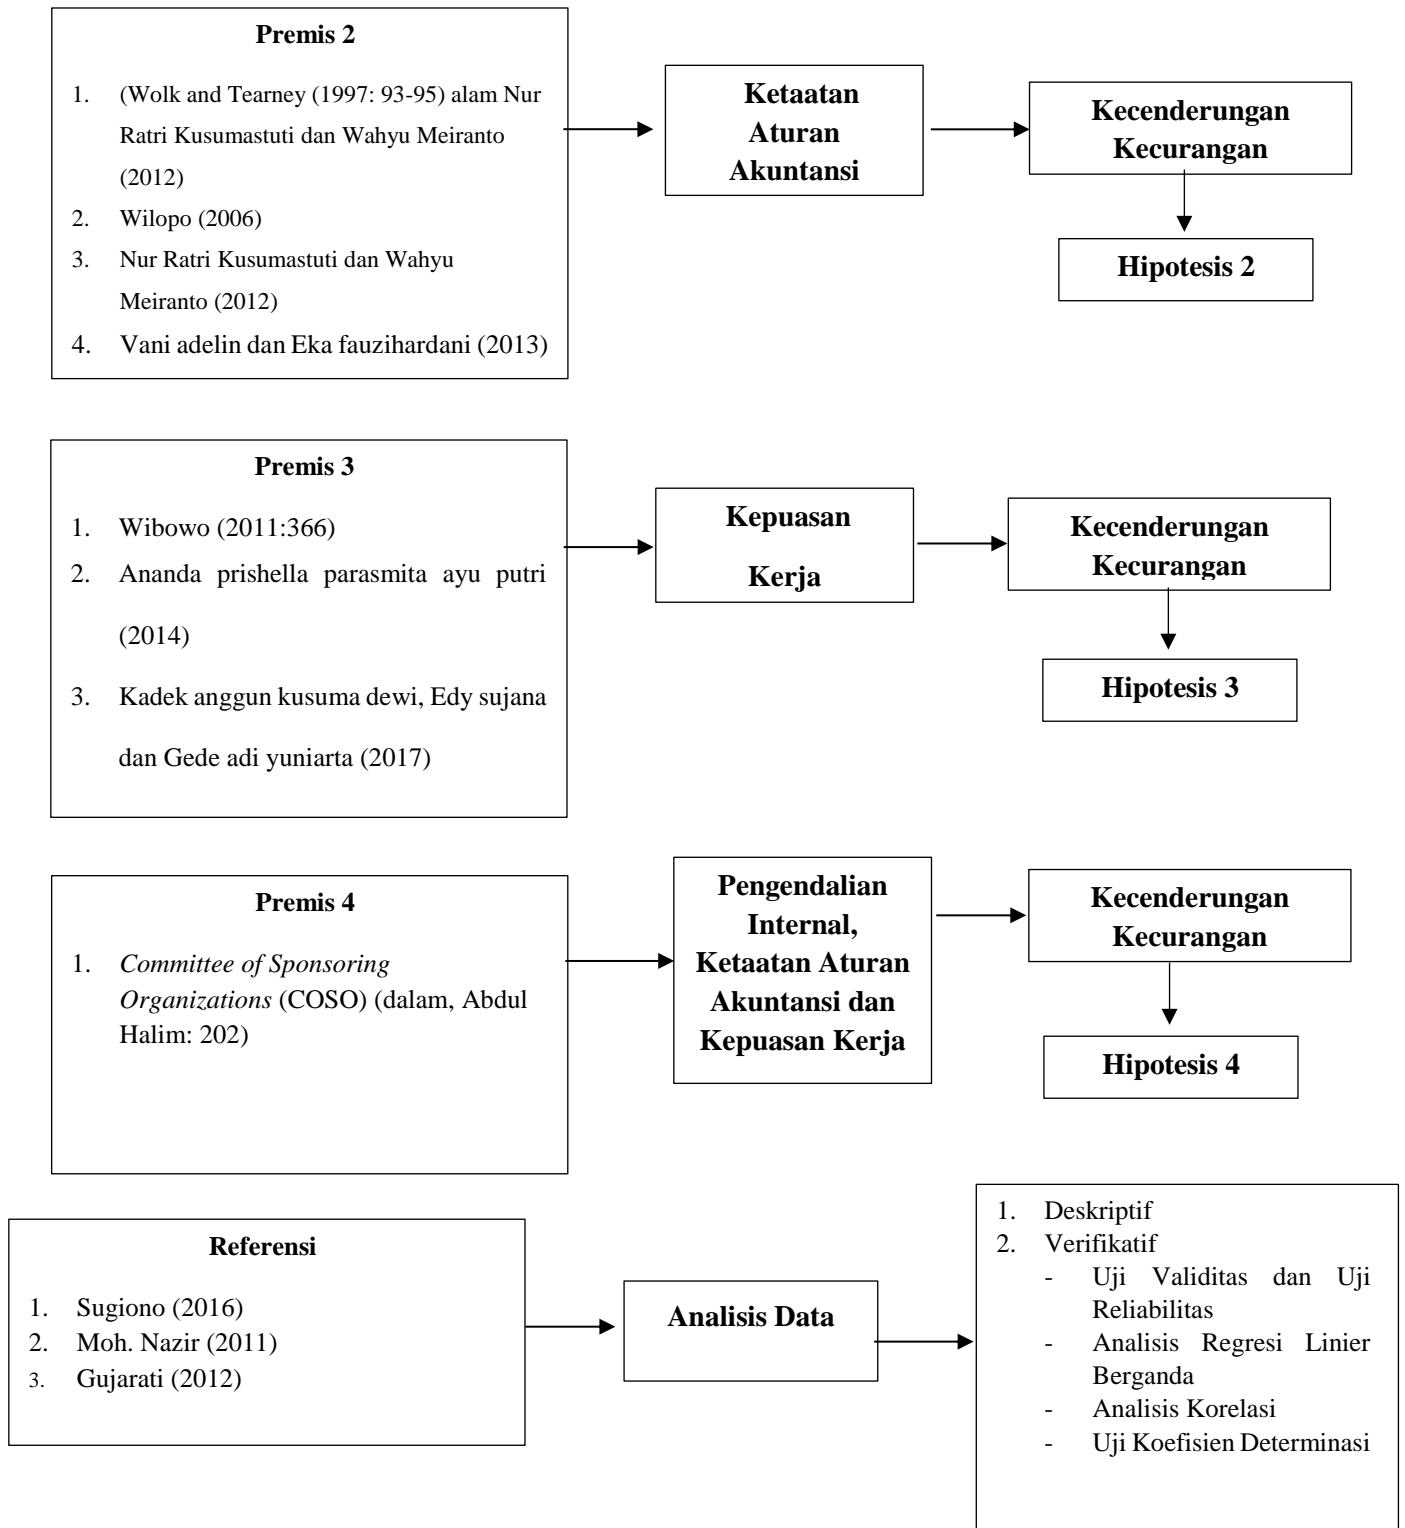 Premis 2
1. (Wolk and Tearney (1997: 93-95) alam Nur
Ratri Kusumastuti dan Wahyu Meiranto
(2012)
2. Wilopo (2006)
3. Nur Ratri Kusumastuti dan Wahyu
Meiranto (2012)
4. Vani adelin dan Eka fauzihardani (2013)
Ketaatan
Aturan
Akuntansi
Kecenderungan
Kecurangan
Hipotesis 2
Premis 3
1. Wibowo (2011:366)
2. Ananda prishella parasmita ayu putri
(2014)
3. Kadek anggun kusuma dewi, Edy sujana
dan Gede adi yuniarta (2017)
Kepuasan
Kerja
Kecenderungan
Kecurangan
Hipotesis 3
Premis 4
1. Committee of Sponsoring
Organizations (COSO) (dalam, Abdul
Halim: 202)
Pengendalian
Internal,
Ketaatan Aturan
Akuntansi dan
Kepuasan Kerja
Kecenderungan
Kecurangan
Hipotesis 4
Referensi
1. Sugiono (2016)
2. Moh. Nazir (2011)
3. Gujarati (2012)
Analisis Data
1. Deskriptif
2. Verifikatif
- Uji Validitas dan Uji
Reliabilitas
- Analisis Regresi Linier
Berganda
- Analisis Korelasi
- Uji Koefisien Determinasi